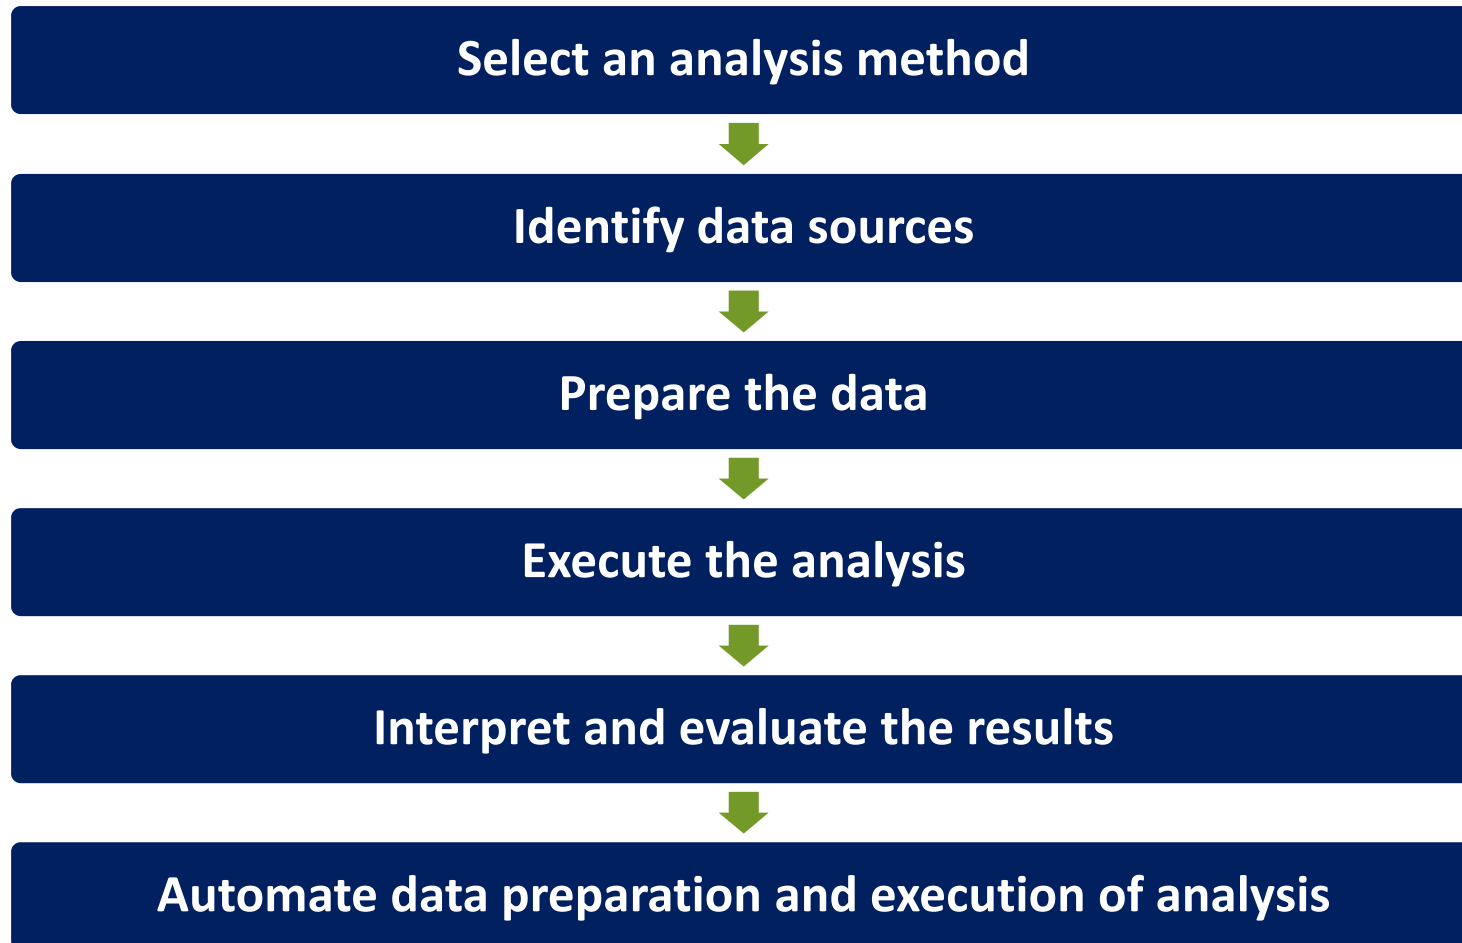 Select an analysis method
Identify data sources
Prepare the data
Execute the analysis
Interpret and evaluate the results
Automate data preparation and execution of analysis